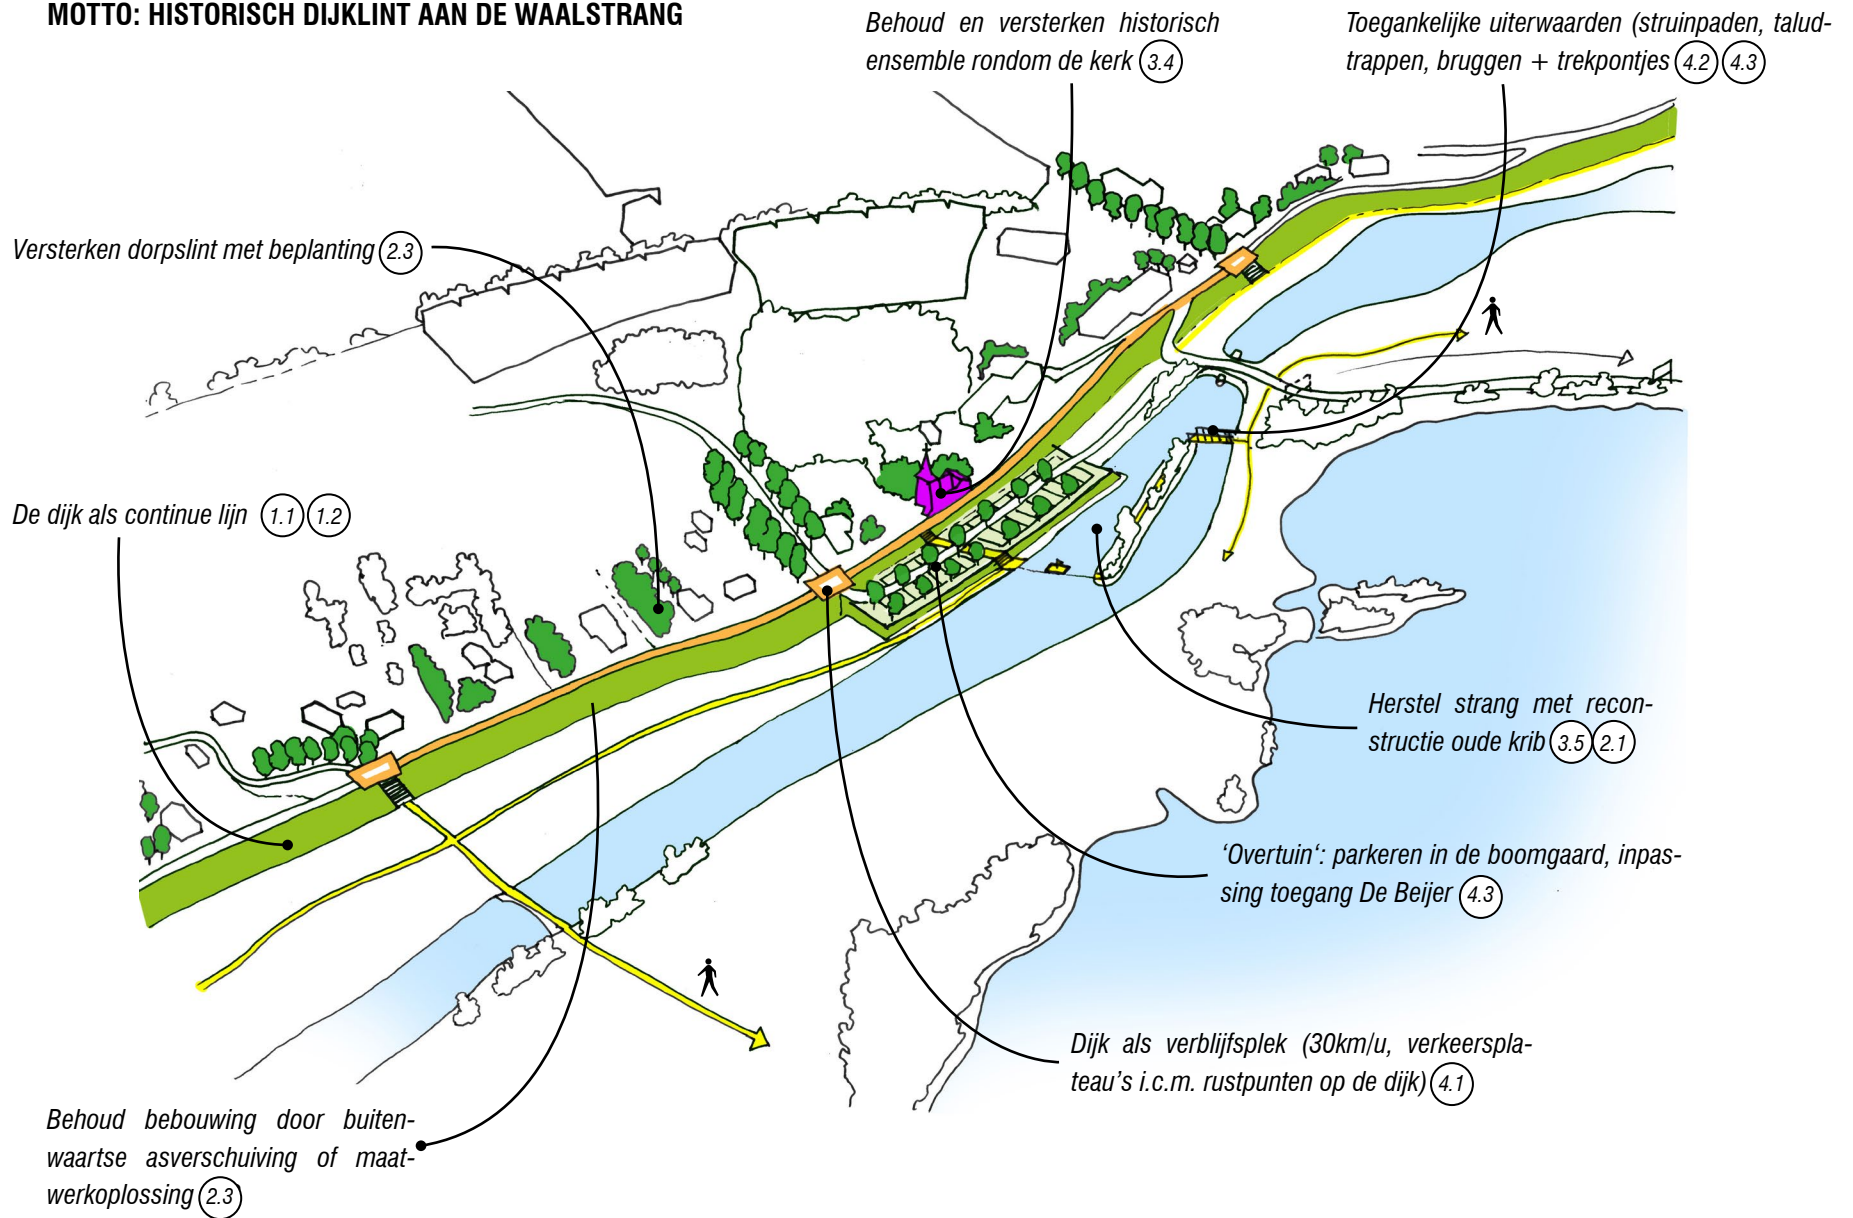 MOTTO: HISTORISCH DIJKLINT AAN DE WAALSTRANG
Behoud en versterken historisch
ensemble rondom de kerk 3.4
Toegankelijke uiterwaarden (struinpaden, talud-
trappen, bruggen + trekpontjes 4.2 4.3
Versterken dorpslint met beplanting 2.3
De dijk als continue lijn 1.1 1.2
Herstel strang met recon-
structie oude krib 3.5 2.1
‘Overtuin‘: parkeren in de boomgaard, inpas-
sing toegang De Beijer 4.3
Dijk als verblijfsplek (30km/u, verkeerspla-
teau’s i.c.m. rustpunten op de dijk) 4.1
Behoud bebouwing door buiten-
waartse asverschuiving of maat-
werkoplossing 2.3